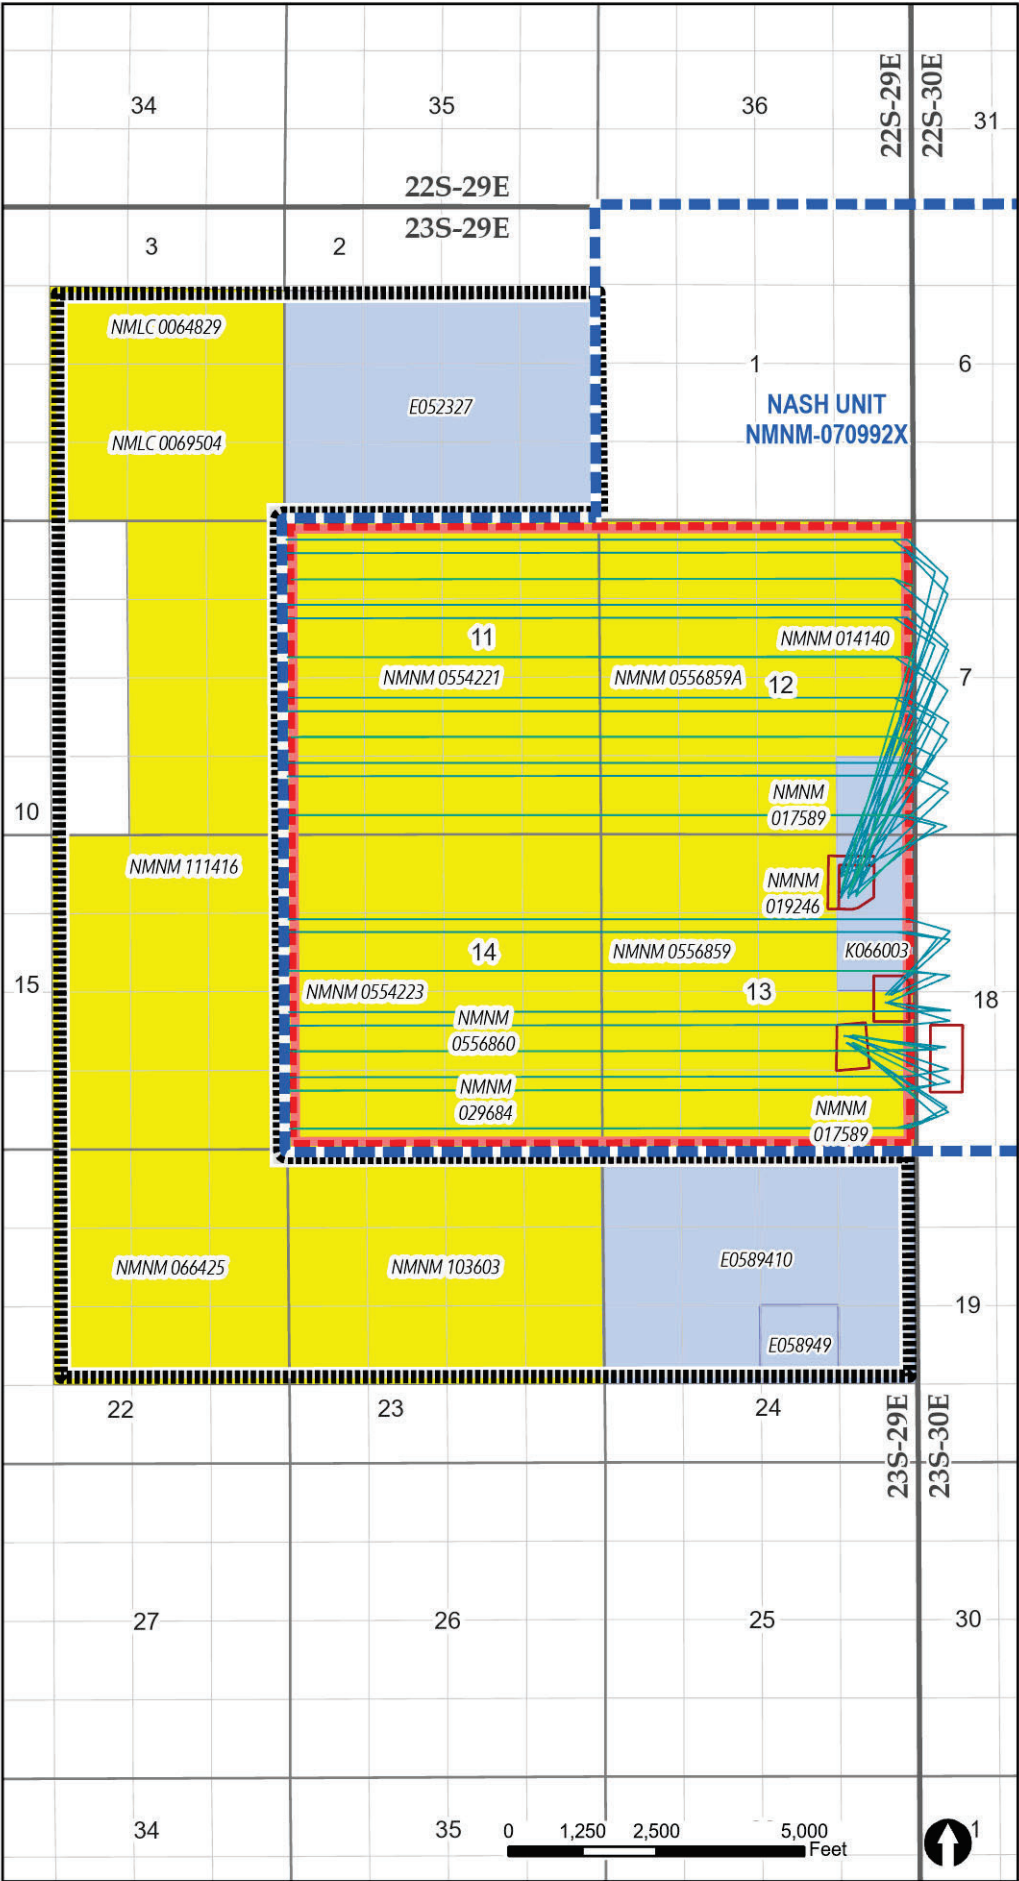 34
35
36
31
22S-29E
22S-30E
22S-29E
23S-29E
3
2
1
6
NMLC 0064829
E052327
NMLC 0069504
NASH UNIT
NMNM-070992X
11
NMNM 014140
NMNM 0554221
NMNM 0556859A
12
7
NMNM
017589
10
NMNM 111416
NMNM
019246
14
NMNM 0556859
K066003
15
NMNM 0554223
13
18
NMNM
0556860
NMNM
029684
NMNM
017589
NMNM 066425
NMNM 103603
E0589410
19
E058949
22
23
24
23S-29E
23S-30E
27
26
25
30
34
35
0
1,250
2,500
5,000
Feet
1